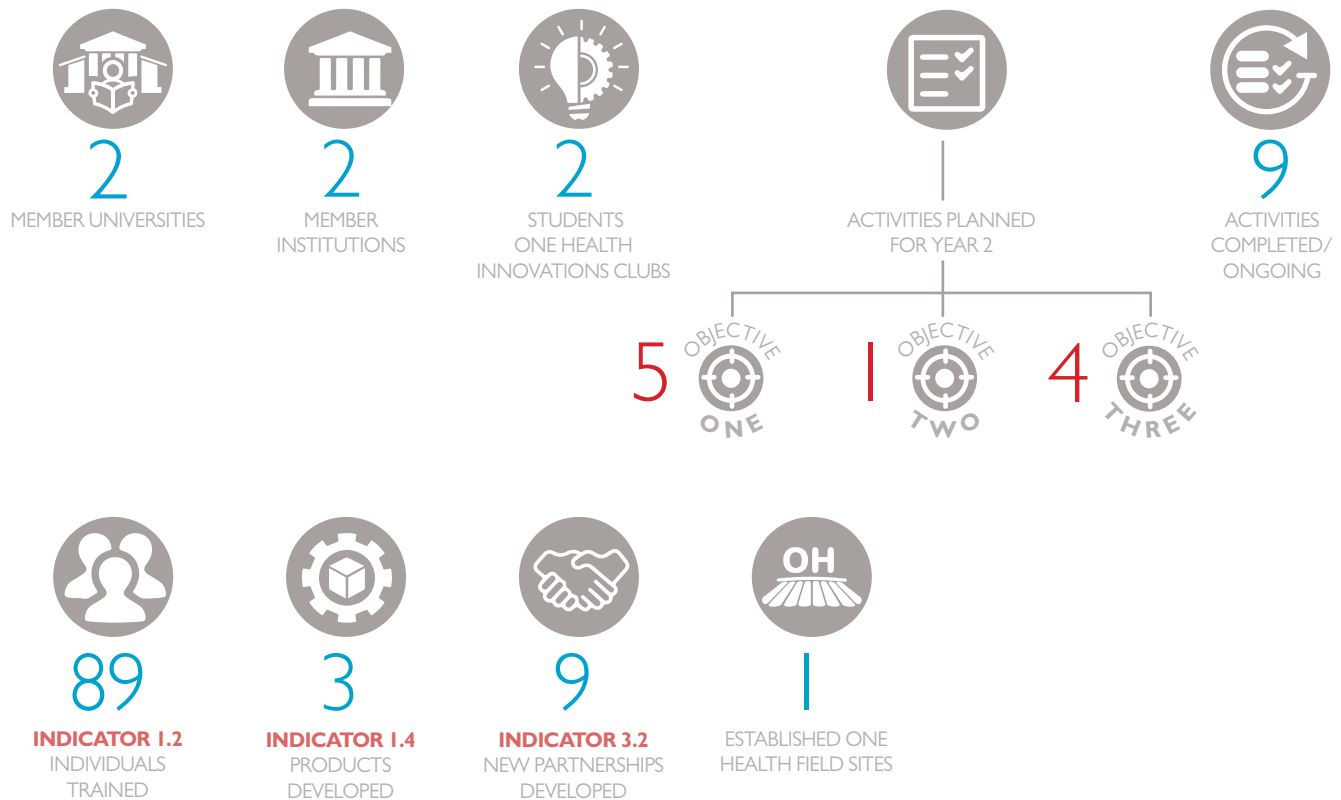 2
MEMBER UNIVERSITIES
2
MEMBER
INSTITUTIONS
2
STUDENTS
ONE HEALTH
INNOVATIONS CLUBS
ACTIVITIES PLANNED
FOR YEAR 2
5
OBJECTIVE
ONE
1
OBJECTIVE
TWO
4
OBJECTIVE
THREE
9
ACTIVITIES
COMPLETED/
ONGOING
89
INDICATOR 1.2
INDIVIDUALS
TRAINED
3
INDICATOR 1.4
PRODUCTS
DEVELOPED
9
INDICATOR 3.2
NEW PARTNERSHIPS
DEVELOPED
OH
1
ESTABLISHED ONE
HEALTH FIELD SITES